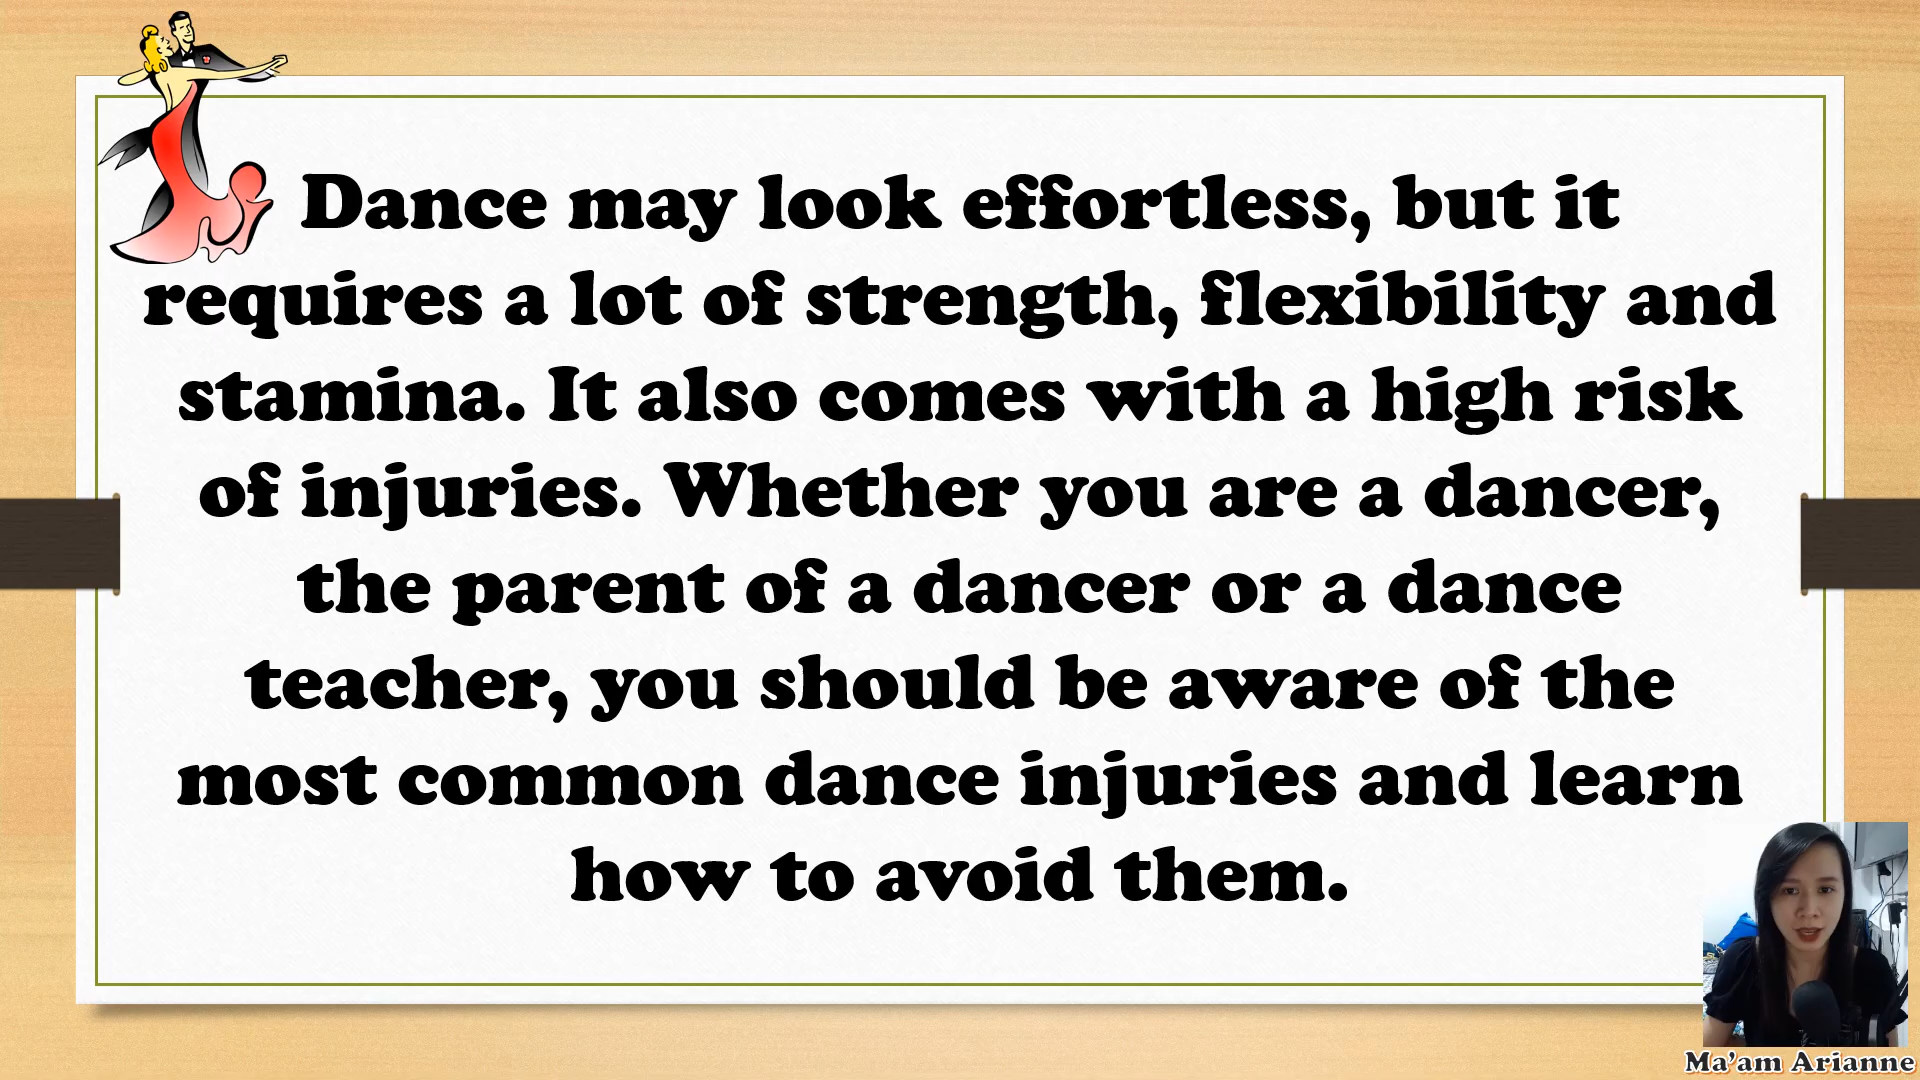 Dance may look effortless, but it
requires a lot of strength, flexibility and
stamina. It also comes with a high risk
of injuries. Whether you are a dancer,
the parent of a dancer or a dance
teacher, you should be aware of the
most common dance injuries and learn
how to avoid them.
Ma'am Arianne